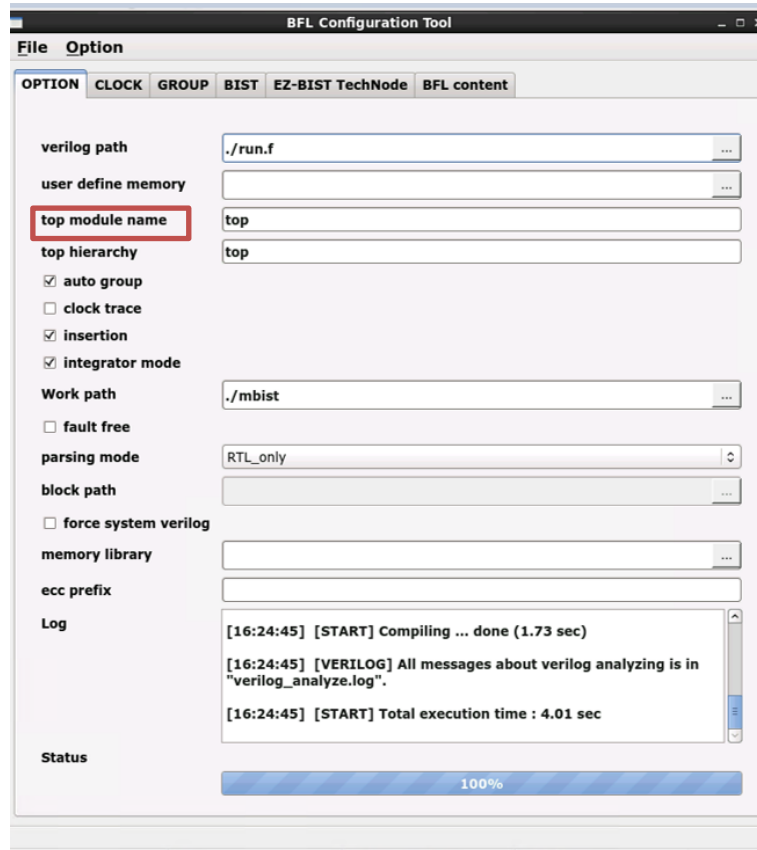 BFL Configuration Tool
File Option
OPTION CLOCK GROUP BIST EZ-BIST TechNode BFL content
verilog path ./run.f ...
user define memory ...
top module name top
top hierarchy top
auto group
clock trace
insertion
integrator mode
Work path ./mbist ...
fault free
parsing mode RTL_only
block path ...
force system verilog
memory library ...
ecc prefix
Log
[16:24:45] [START] Compiling ... done (1.73 sec)
[16:24:45] [VERILOG] All messages about verilog analyzing is in
"verilog_analyze.log".
[16:24:45] [START] Total execution time : 4.01 sec
Status
100%